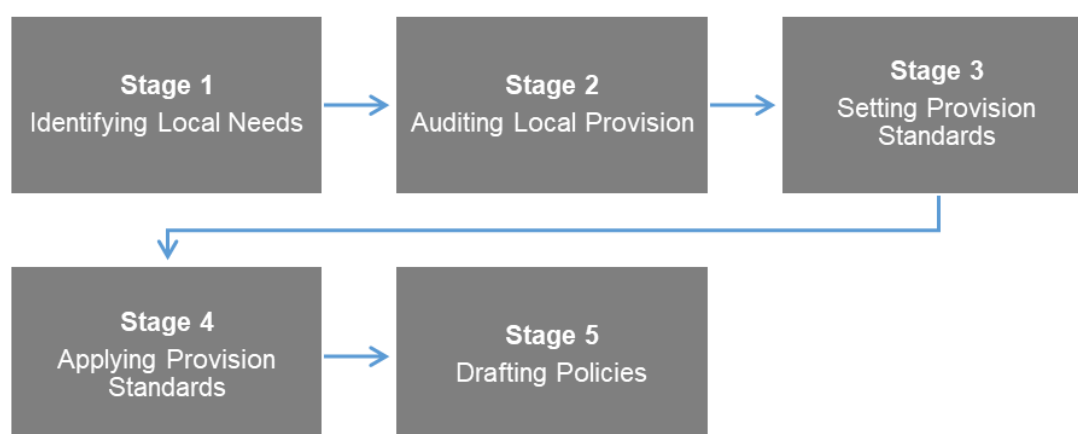 Stage 1
Identifying Local Needs
Stage 2
Auditing Local Provision
Stage 3
Setting Provision
Standards
Stage 4
Applying Provision
Standards
Stage 5
Drafting Policies